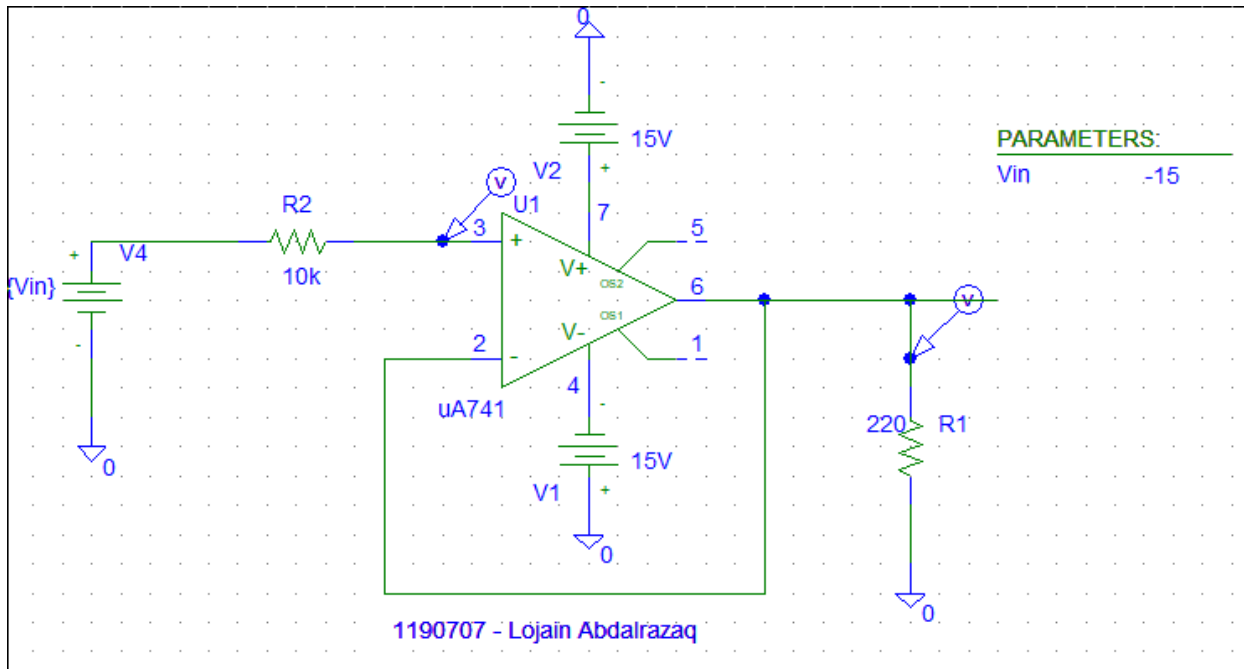 0
-
15V
V2
+
PARAMETERS:
Vin -15
R2
10k
V
U1
3
+
7
5
V+
OS2
+
V4
{Vin}
-
6
V
OS1
V-
2
-
1
4
uA741
-
15V
V1
+
0
0
220
R1
0
1190707 - Lojain Abdalrazaq